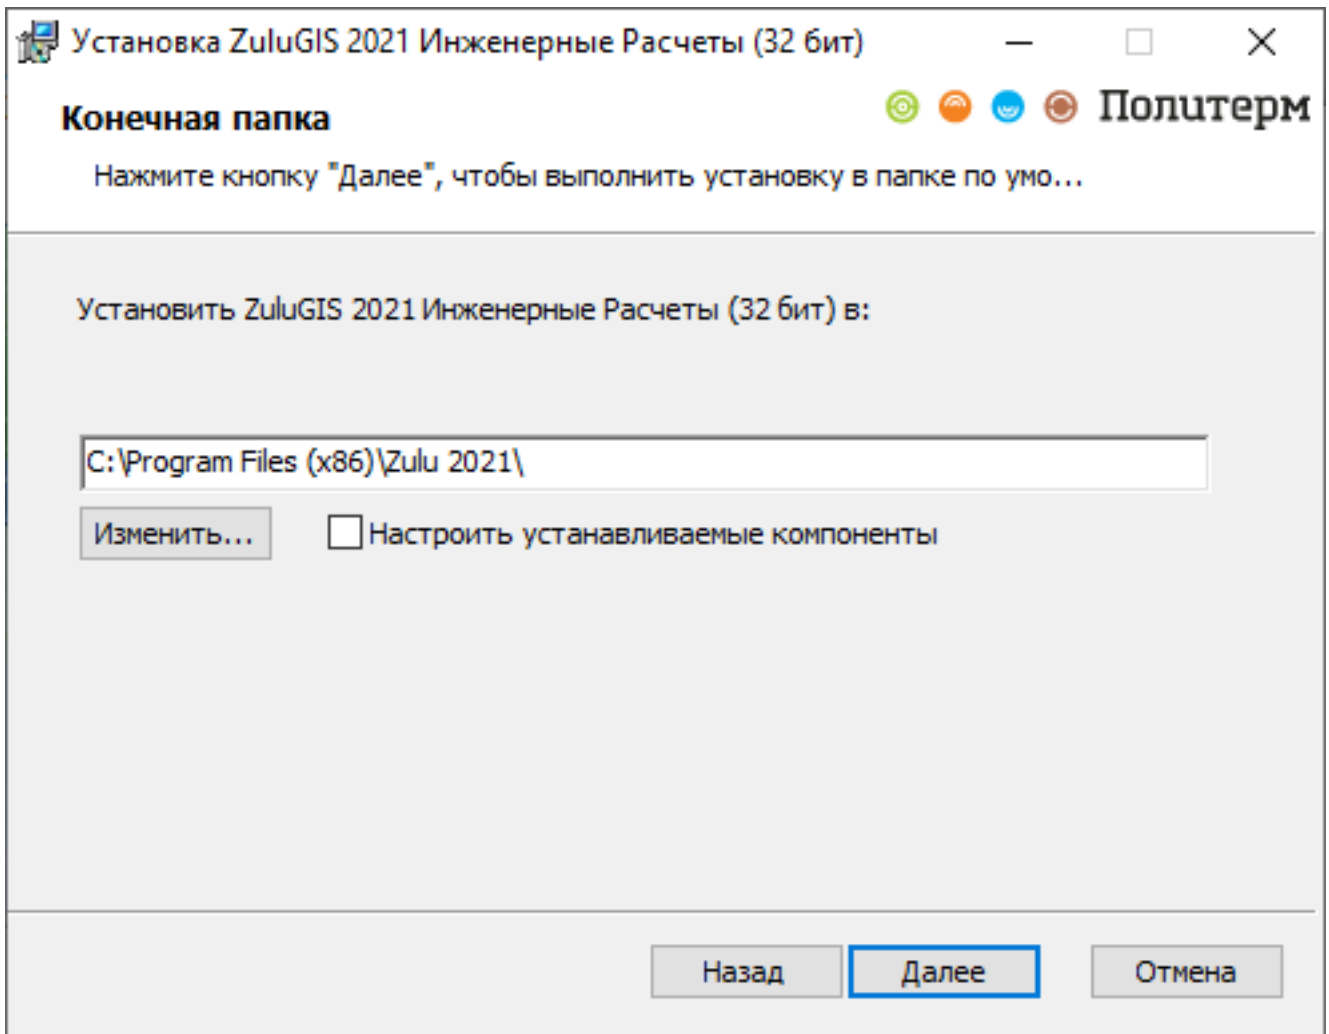 Установка ZuluGIS 2021 Инженерные Расчеты (32 бит)
Политерм
Конечная папка
Нажмите кнопку "Далее", чтобы выполнить установку в папке по умо...
Установить ZuluGIS 2021 Инженерные Расчеты (32 бит) в:
C:\Program Files (x86)\Zulu 2021\
Изменить... Настроить устанавливаемые компоненты
Назад Далее Отмена